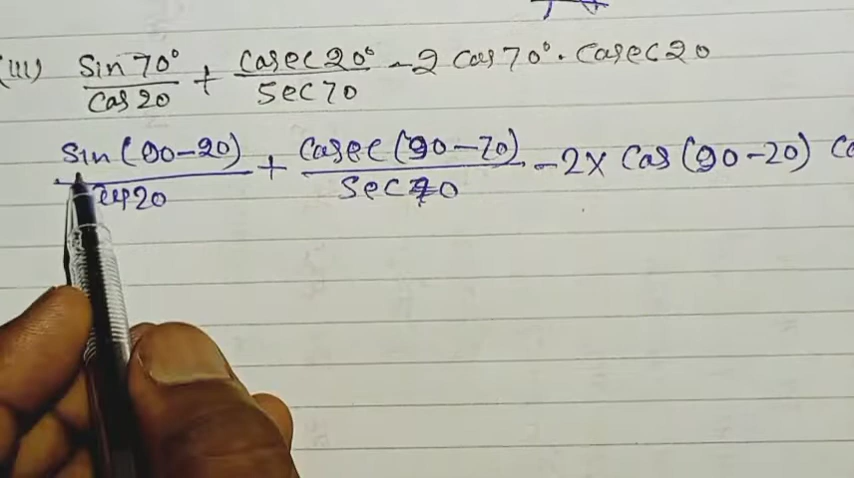 (III) Sin 70° / Cos 20 + Cosec 20° / Sec 70 - 2 Cos 70° . Cosec 20
Sin (90-20) / 20 + Cosec (90-70) / Sec 70 - 2 x Cos (90-20) Co